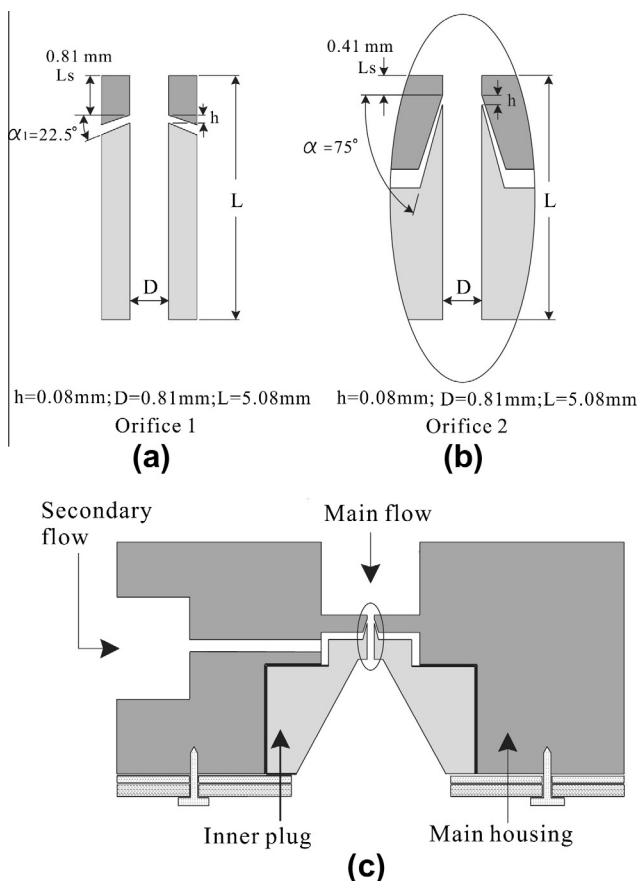 0.81 mm
Ls
α1=22.5°
h
L
D
h=0.08mm;D=0.81mm;L=5.08mm
Orifice 1
(a)
0.41 mm
Ls
h
α=75°
L
D
h=0.08mm; D=0.81mm;L=5.08mm
Orifice 2
(b)
Secondary
flow
Main flow
Inner plug
Main housing
(c)